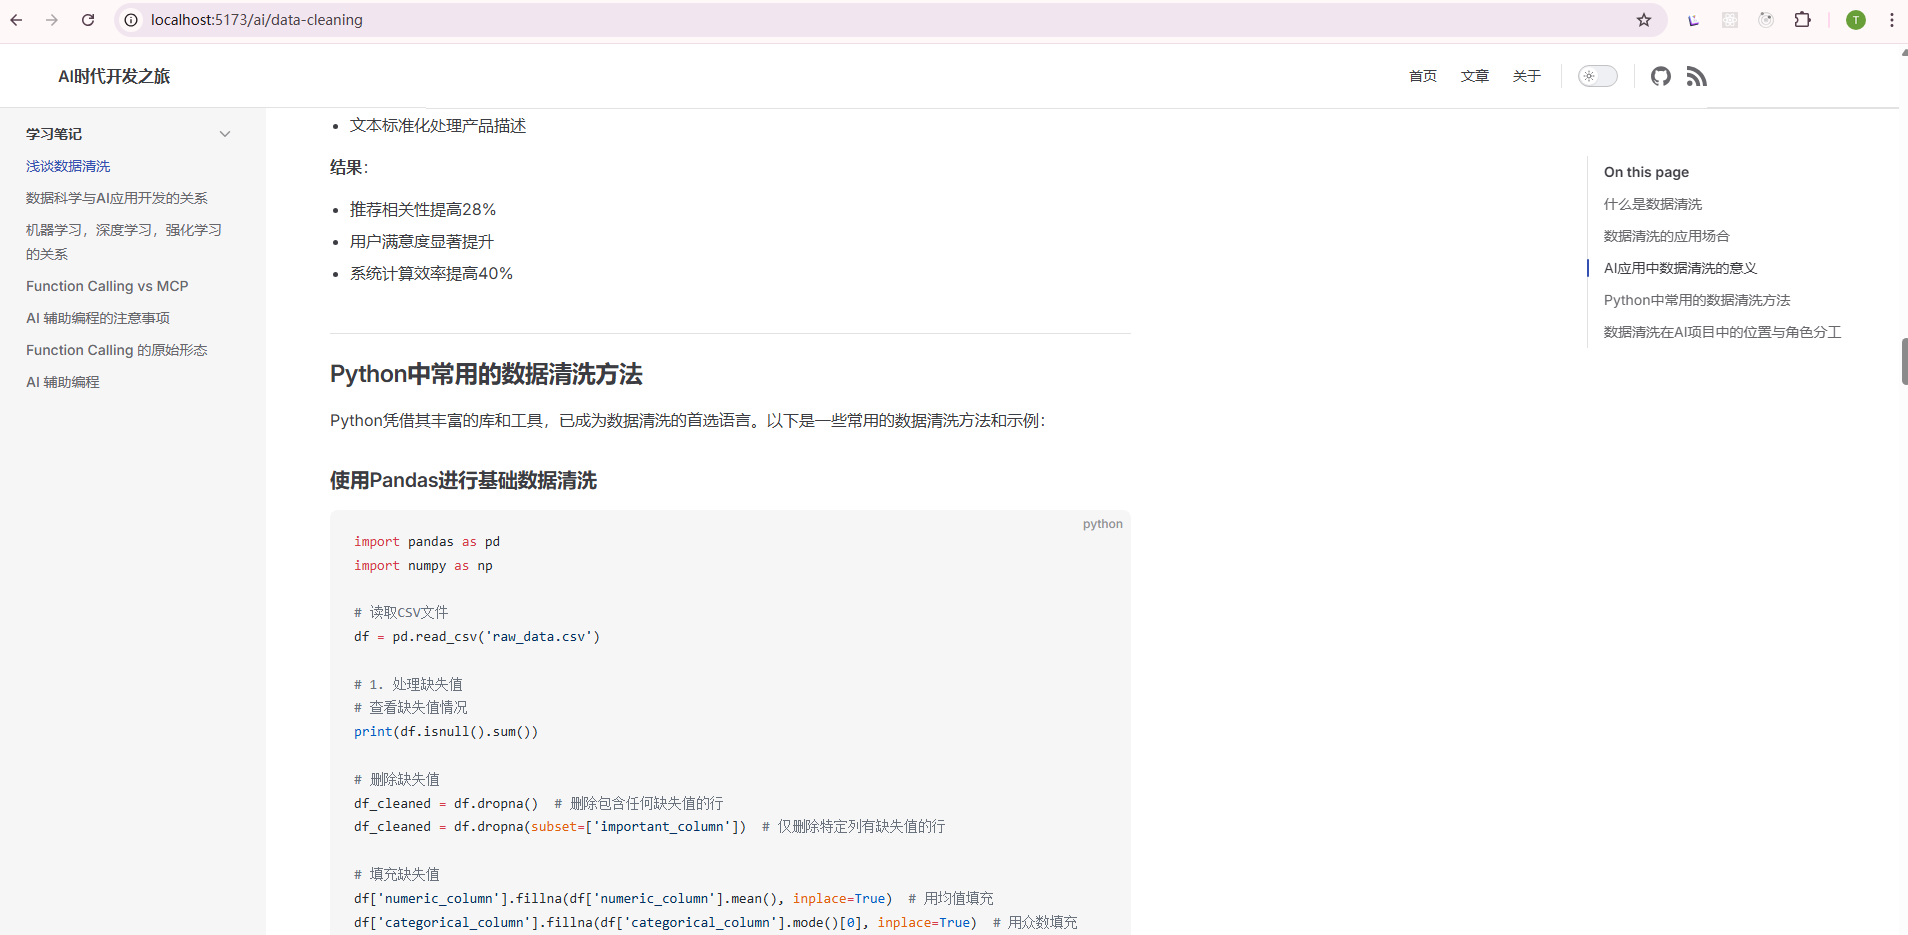 localhost:5173/ai/data-cleaning
T
AI时代开发之旅
首页 文章 关于
学习笔记
浅谈数据清洗
数据科学与AI应用开发的关系
机器学习，深度学习，强化学习
的关系
Function Calling vs MCP
AI 辅助编程的注意事项
Function Calling 的原始形态
AI 辅助编程
文本标准化处理产品描述
结果：
推荐相关性提高28%
用户满意度显著提升
系统计算效率提高40%
Python中常用的数据清洗方法
Python凭借其丰富的库和工具，已成为数据清洗的首选语言。以下是一些常用的数据清洗方法和示例：
使用Pandas进行基础数据清洗
python
import pandas as pd
import numpy as np
# 读取CSV文件
df = pd.read_csv('raw_data.csv')
# 1. 处理缺失值
# 查看缺失值情况
print(df.isnull().sum())
# 删除缺失值
df_cleaned = df.dropna()  # 删除包含任何缺失值的行
df_cleaned = df.dropna(subset=['important_column'])  # 仅删除特定列有缺失值的行
# 填充缺失值
df['numeric_column'].fillna(df['numeric_column'].mean(), inplace=True)  # 用均值填充
df['categorical_column'].fillna(df['categorical_column'].mode()[0], inplace=True)  # 用众数填充
On this page
什么是数据清洗
数据清洗的应用场合
AI应用中数据清洗的意义
Python中常用的数据清洗方法
数据清洗在AI项目中的位置与角色分工